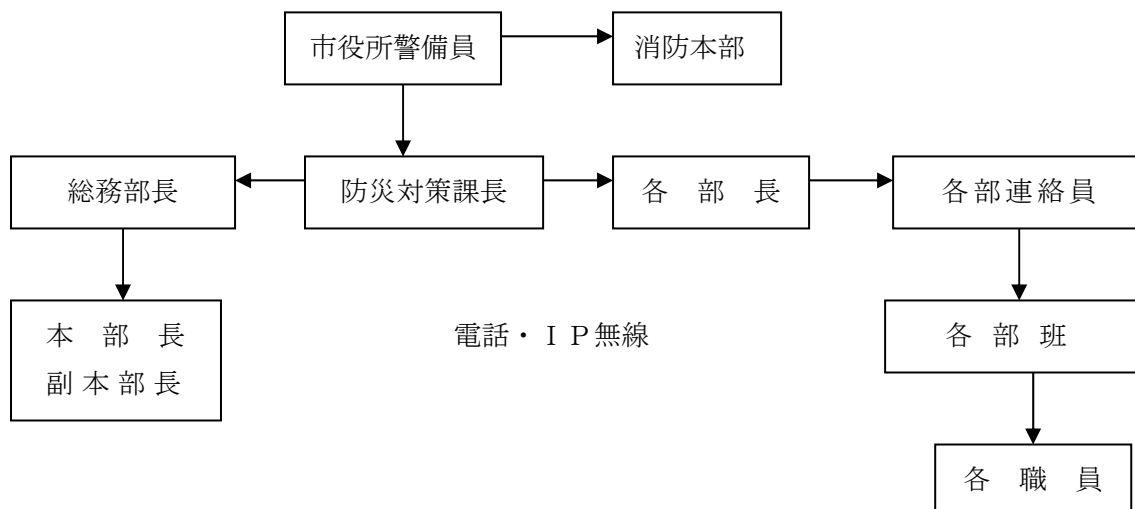 市役所警備員
消防本部
総務部長
防災対策課長
各部長
各部連絡員
本部長
副本部長
電話・ＩＰ無線
各部班
各職員